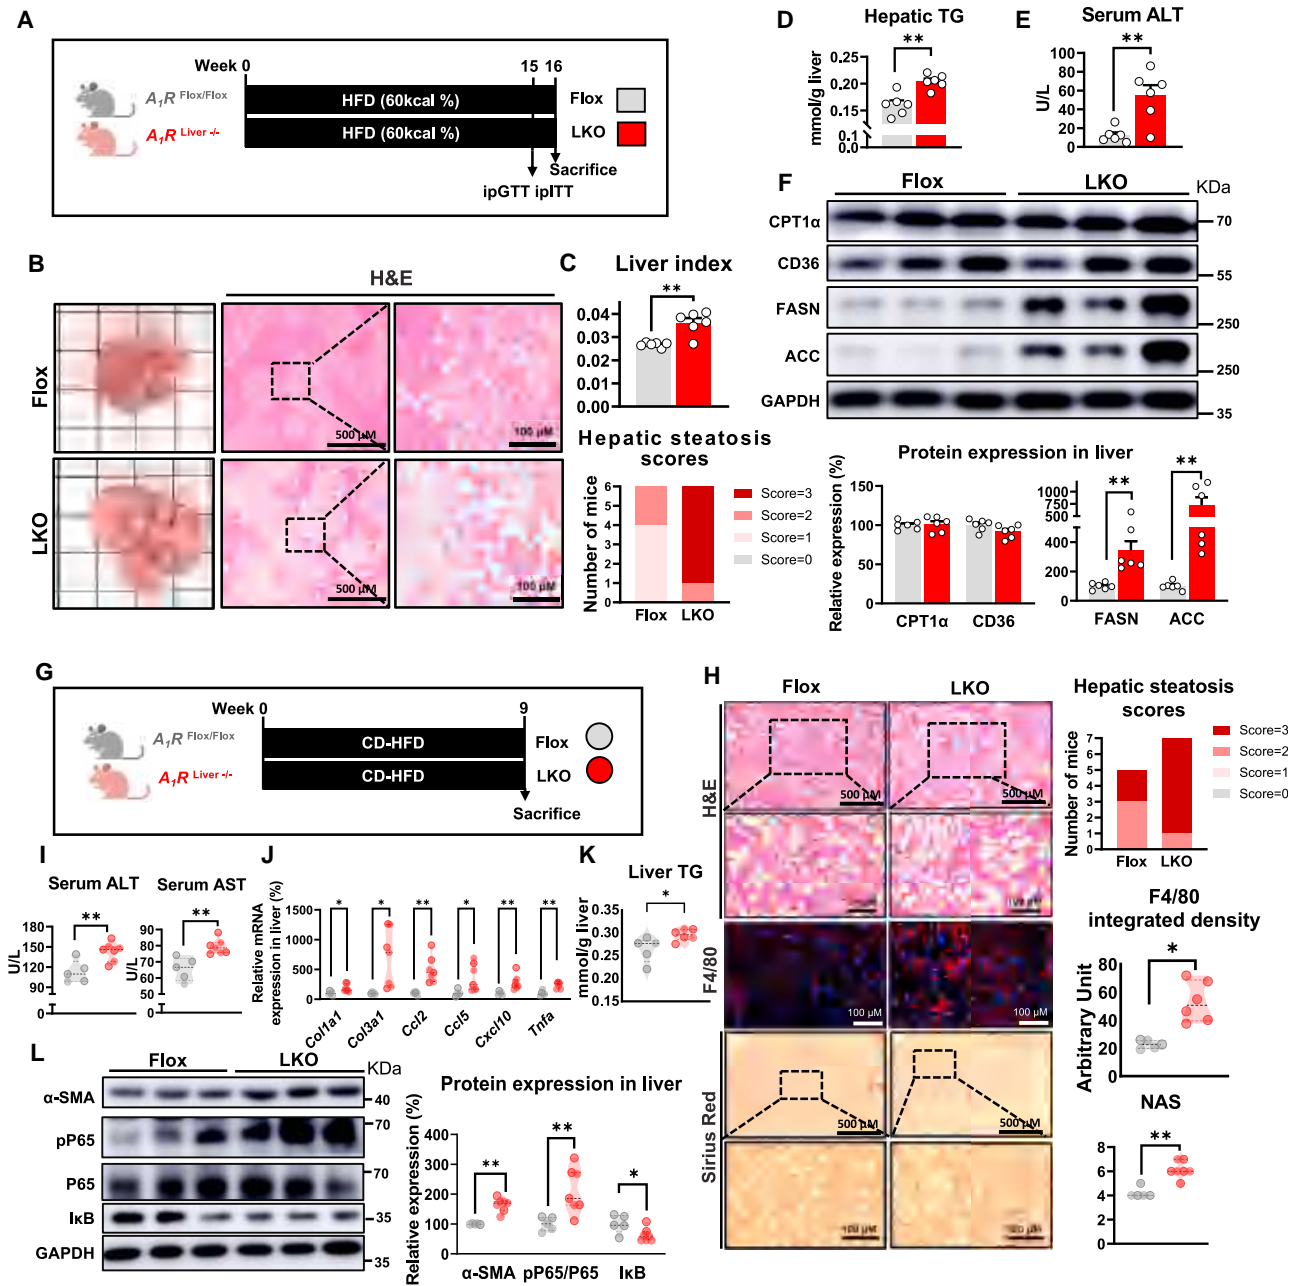 A
Week 0
15
16
A₁R Flox/Flox
HFD (60kcal %)
Flox
A₁R Liver -/-
HFD (60kcal %)
LKO
Sacrifice
ipGTT ipITT
B
H&E
Flox
500 μM
100 μM
LKO
500 μM
100 μM
C
Liver index
**
0.04
0.03
0.02
0.01
0.00
Hepatic steatosis
scores
Number of mice
6
5
4
3
2
1
0
Flox
LKO
Score=3
Score=2
Score=1
Score=0
D
Hepatic TG
**
mmol/g liver
0.25
0.20
0.15
0.1
0.0
E
Serum ALT
**
U/L
100
80
60
40
20
0
F
Flox
LKO
KDa
CPT1α
70
CD36
55
FASN
250
ACC
250
GAPDH
35
Protein expression in liver
Relative expression (%)
150
100
50
0
CPT1α
CD36
**
**
1000
750
500
400
200
0
FASN
ACC
G
Week 0
9
A₁R Flox/Flox
CD-HFD
Flox
A₁R Liver -/-
CD-HFD
LKO
Sacrifice
H
Flox
LKO
H&E
500 μM
500 μM
F4/80
100 μM
100 μM
Sirius Red
500 μM
500 μM
100 μM
Hepatic steatosis
scores
Number of mice
7
6
5
4
3
2
1
0
Flox
LKO
Score=3
Score=2
Score=1
Score=0
F4/80
integrated density
*
Arbitrary Unit
80
60
40
20
0
NAS
**
8
6
4
0
I
Serum ALT
**
U/L
180
150
120
90
0
Serum AST
**
U/L
90
80
70
60
50
0
J
Relative mRNA
expression in liver (%)
*
*
**
*
**
**
1500
1000
500
0
Col1a1
Col3a1
Ccl2
Ccl5
Cxcl10
Tnfa
K
Liver TG
*
mmol/g liver
0.30
0.25
0.20
0.15
L
Flox
LKO
KDa
α-SMA
40
pP65
70
P65
70
IκB
35
GAPDH
35
Protein expression in liver
Relative expression (%)
**
**
*
400
300
200
100
0
α-SMA
pP65/P65
IκB